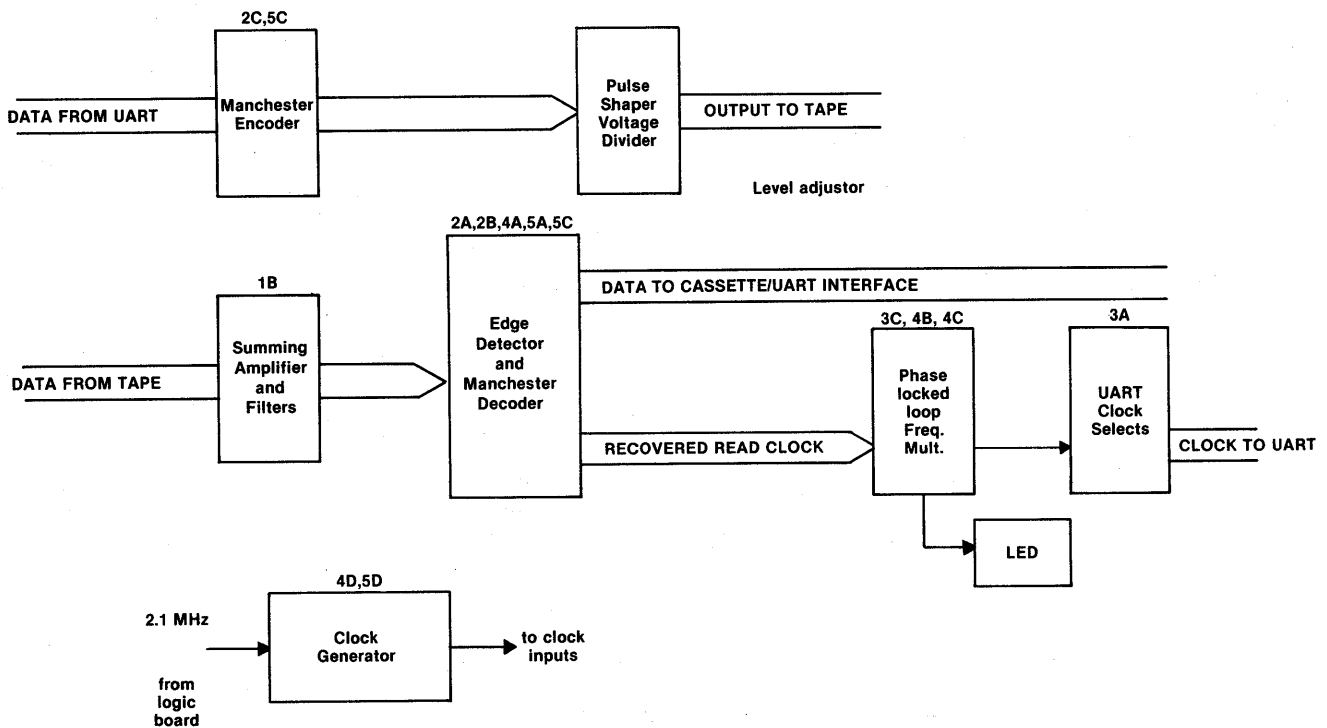 2C,5C
DATA FROM UART
Manchester
Encoder
Pulse
Shaper
Voltage
Divider
OUTPUT TO TAPE
Level adjustor
2A,2B,4A,5A,5C
1B
DATA FROM TAPE
Summing
Amplifier
and
Filters
Edge
Detector
and
Manchester
Decoder
DATA TO CASSETTE/UART INTERFACE
RECOVERED READ CLOCK
3C, 4B, 4C
Phase
locked
loop
Freq.
Mult.
3A
UART
Clock
Selects
CLOCK TO UART
LED
4D,5D
2.1 MHz
from
logic
board
Clock
Generator
to clock
inputs